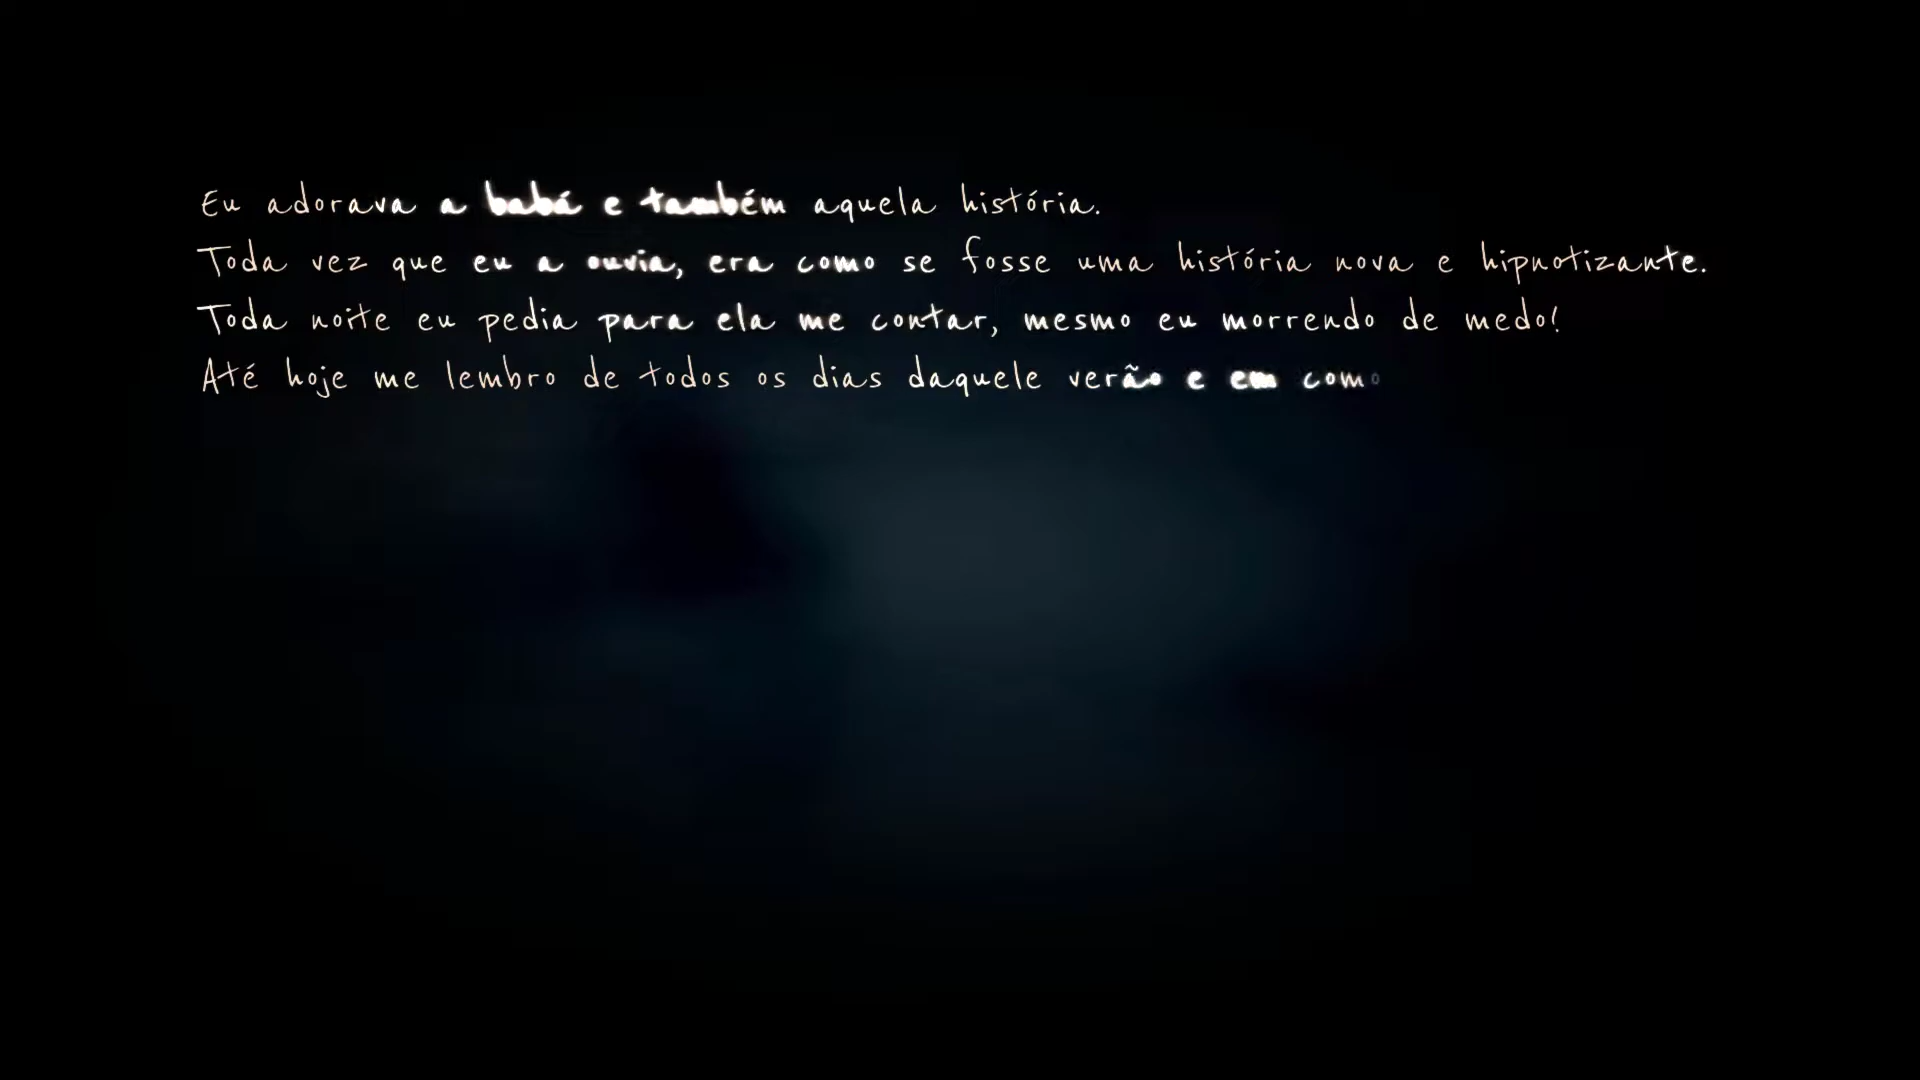 Eu adorava a babá e também aquela história.
Toda vez que eu a ouvia, era como se fosse uma história nova e hipnotizante.
Toda noite eu pedia para ela me contar, mesmo eu morrendo de medo!
Até hoje me lembro de todos os dias daquele verão e em como